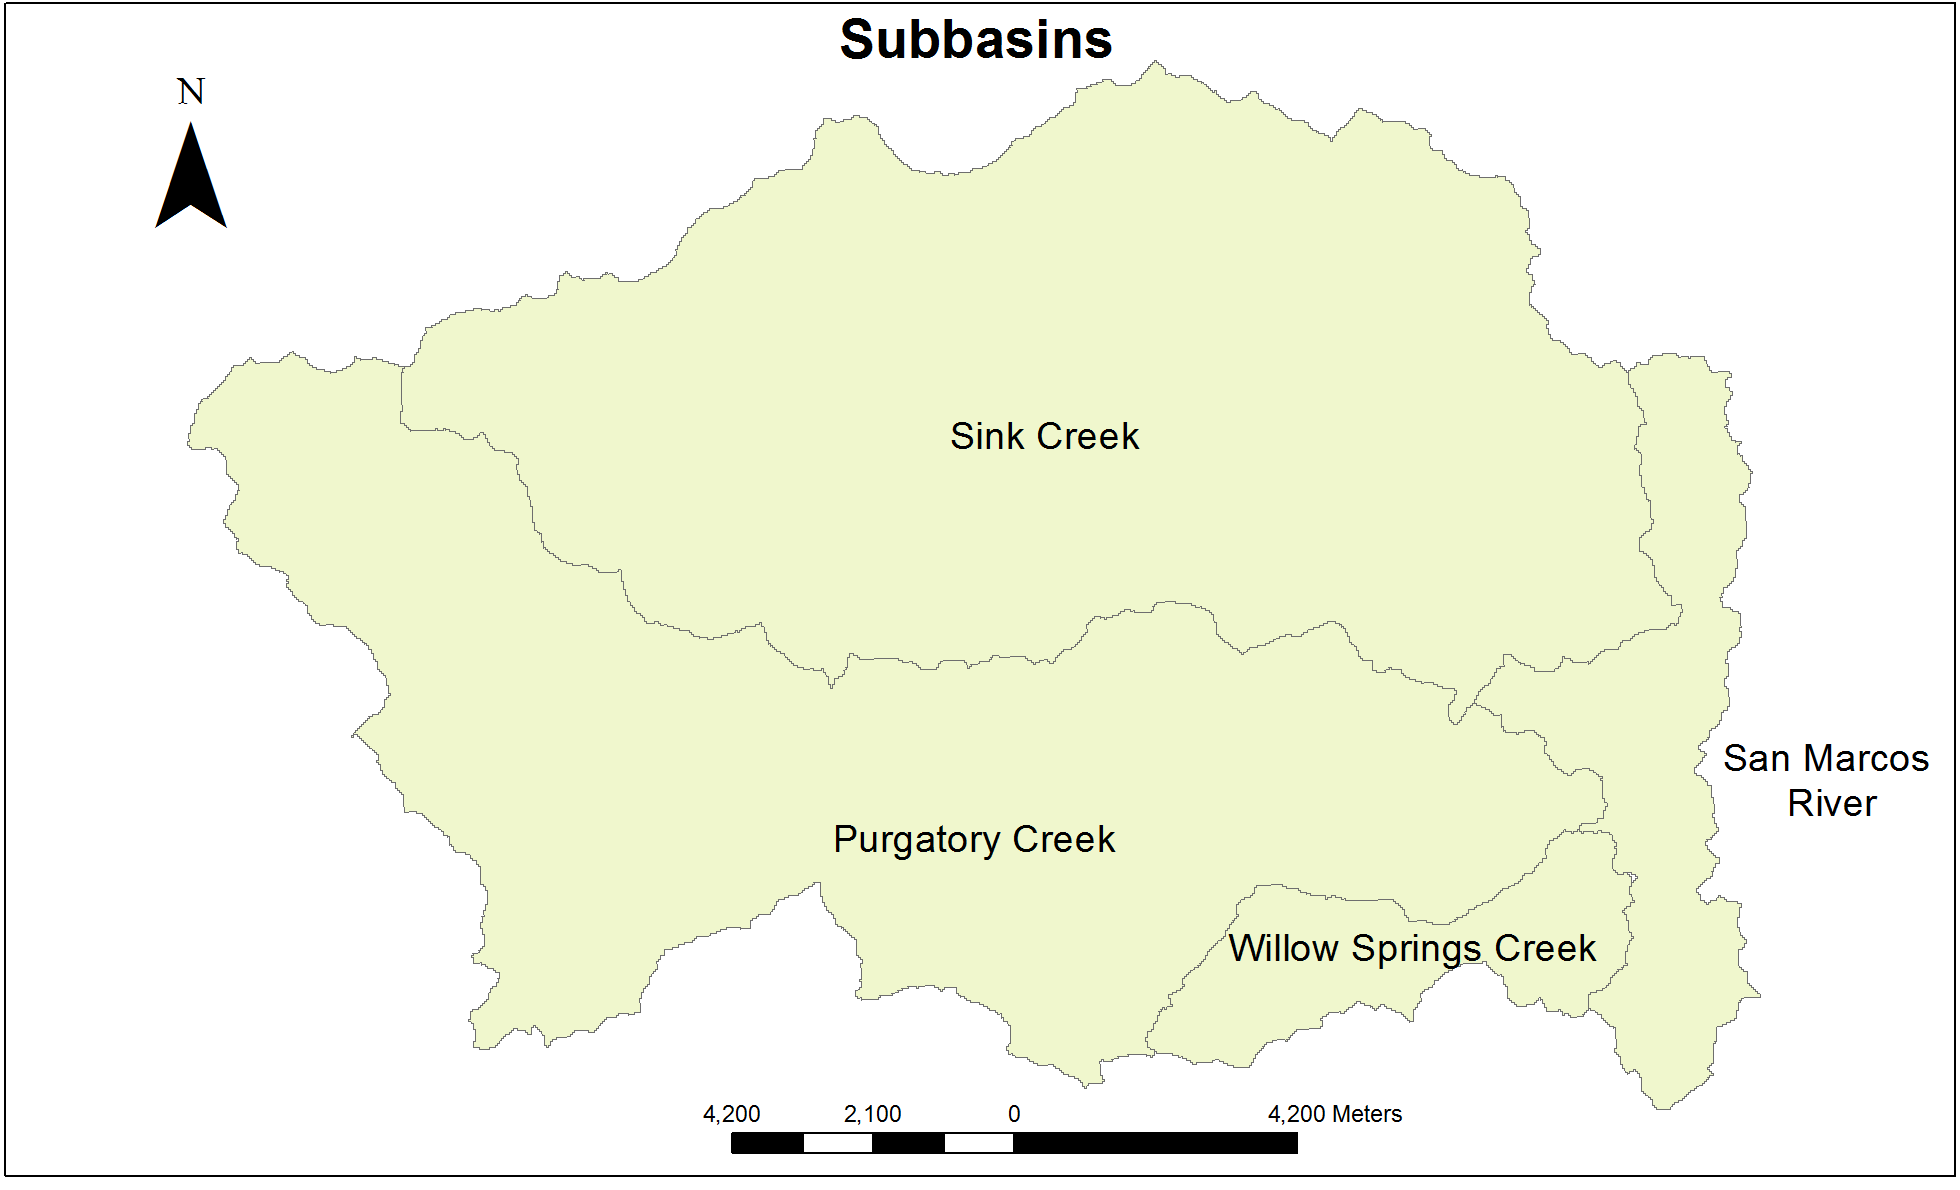 Subbasins
N
Sink Creek
San Marcos
River
Purgatory Creek
Willow Springs Creek
4,200 2,100 0 4,200 Meters